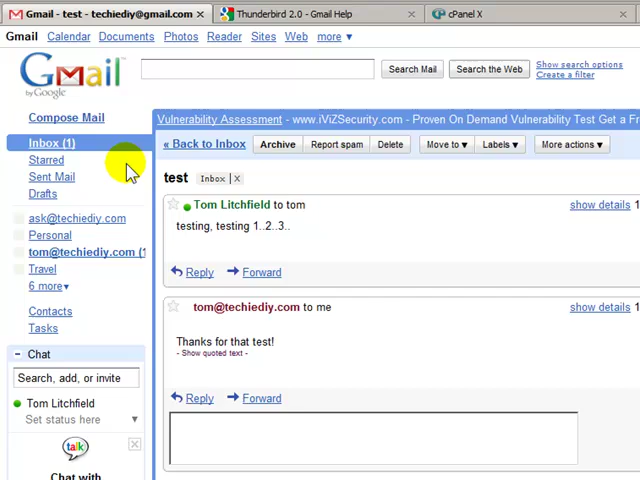 Gmail - test - techiediy@gmail.com
Thunderbird 2.0 - Gmail Help
cPanel X
Gmail Calendar Documents Photos Reader Sites Web more ▼
Gmail
by Google
Search Mail
Search the Web
Show search options
Create a filter
Compose Mail
Inbox (1)
Starred
Sent Mail
Drafts
ask@techiediy.com
Personal
tom@techiediy.com (1
Travel
6 more▼
Contacts
Tasks
− Chat
Search, add, or invite
Tom Litchfield
Set status here
talk
Chat with
Vulnerability Assessment - www.iViZSecurity.com - Proven On Demand Vulnerability Test Get a F
« Back to Inbox Archive Report spam Delete Move to ▼ Labels ▼ More actions ▼
test Inbox | X
Tom Litchfield to tom show details 1
testing, testing 1..2..3..
Reply Forward
tom@techiediy.com to me show details 1
Thanks for that test!
- Show quoted text -
Reply Forward